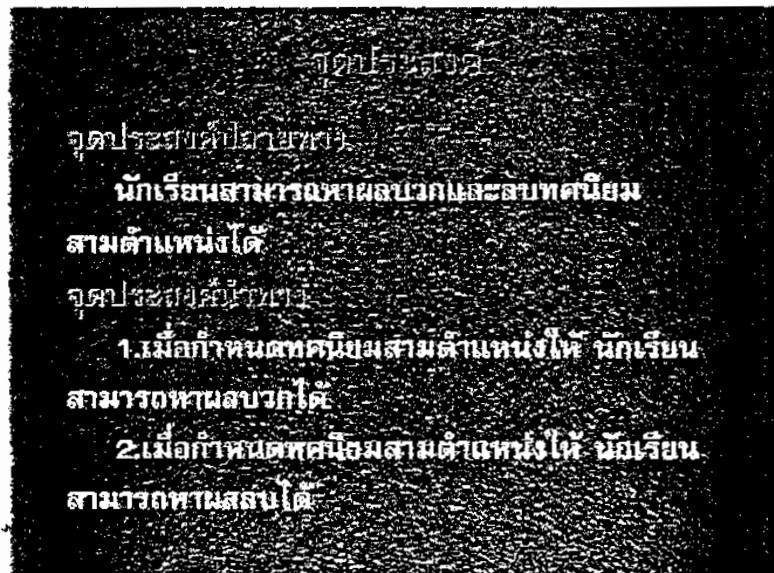 จุดประสงค์
จุดประสงค์ปลายทาง
นักเรียนสามารถหาผลบวกและลบทศนิยม
สามตำแหน่งได้
จุดประสงค์นำทาง
1.เมื่อกำหนดทศนิยมสามตำแหน่งให้ นักเรียน
สามารถหาผลบวกได้
2.เมื่อกำหนดทศนิยมสามตำแหน่งให้ นักเรียน
สามารถหาผลลบได้